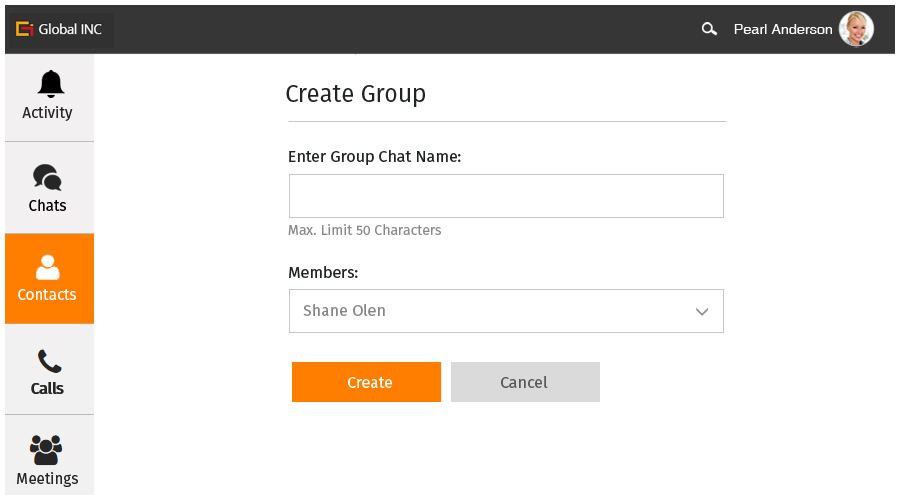 Global INC
Pearl Anderson
Activity
Chats
Contacts
Calls
Meetings
Create Group
Enter Group Chat Name:
Max. Limit 50 Characters
Members:
Shane Olen
Create
Cancel